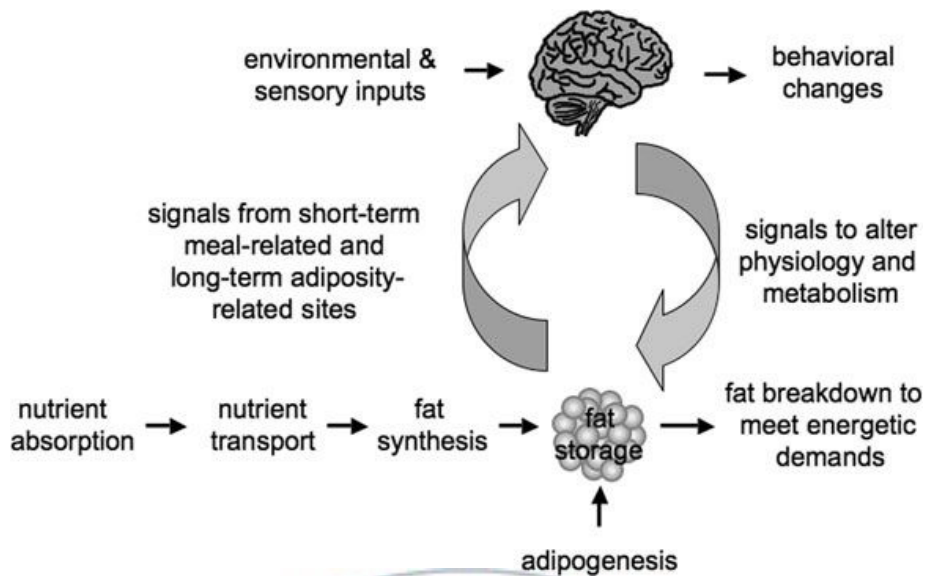 environmental &
sensory inputs
behavioral
changes
signals from short-term
meal-related and
long-term adiposity-
related sites
signals to alter
physiology and
metabolism
nutrient
absorption
nutrient
transport
fat
synthesis
fat
storage
fat breakdown to
meet energetic
demands
adipogenesis